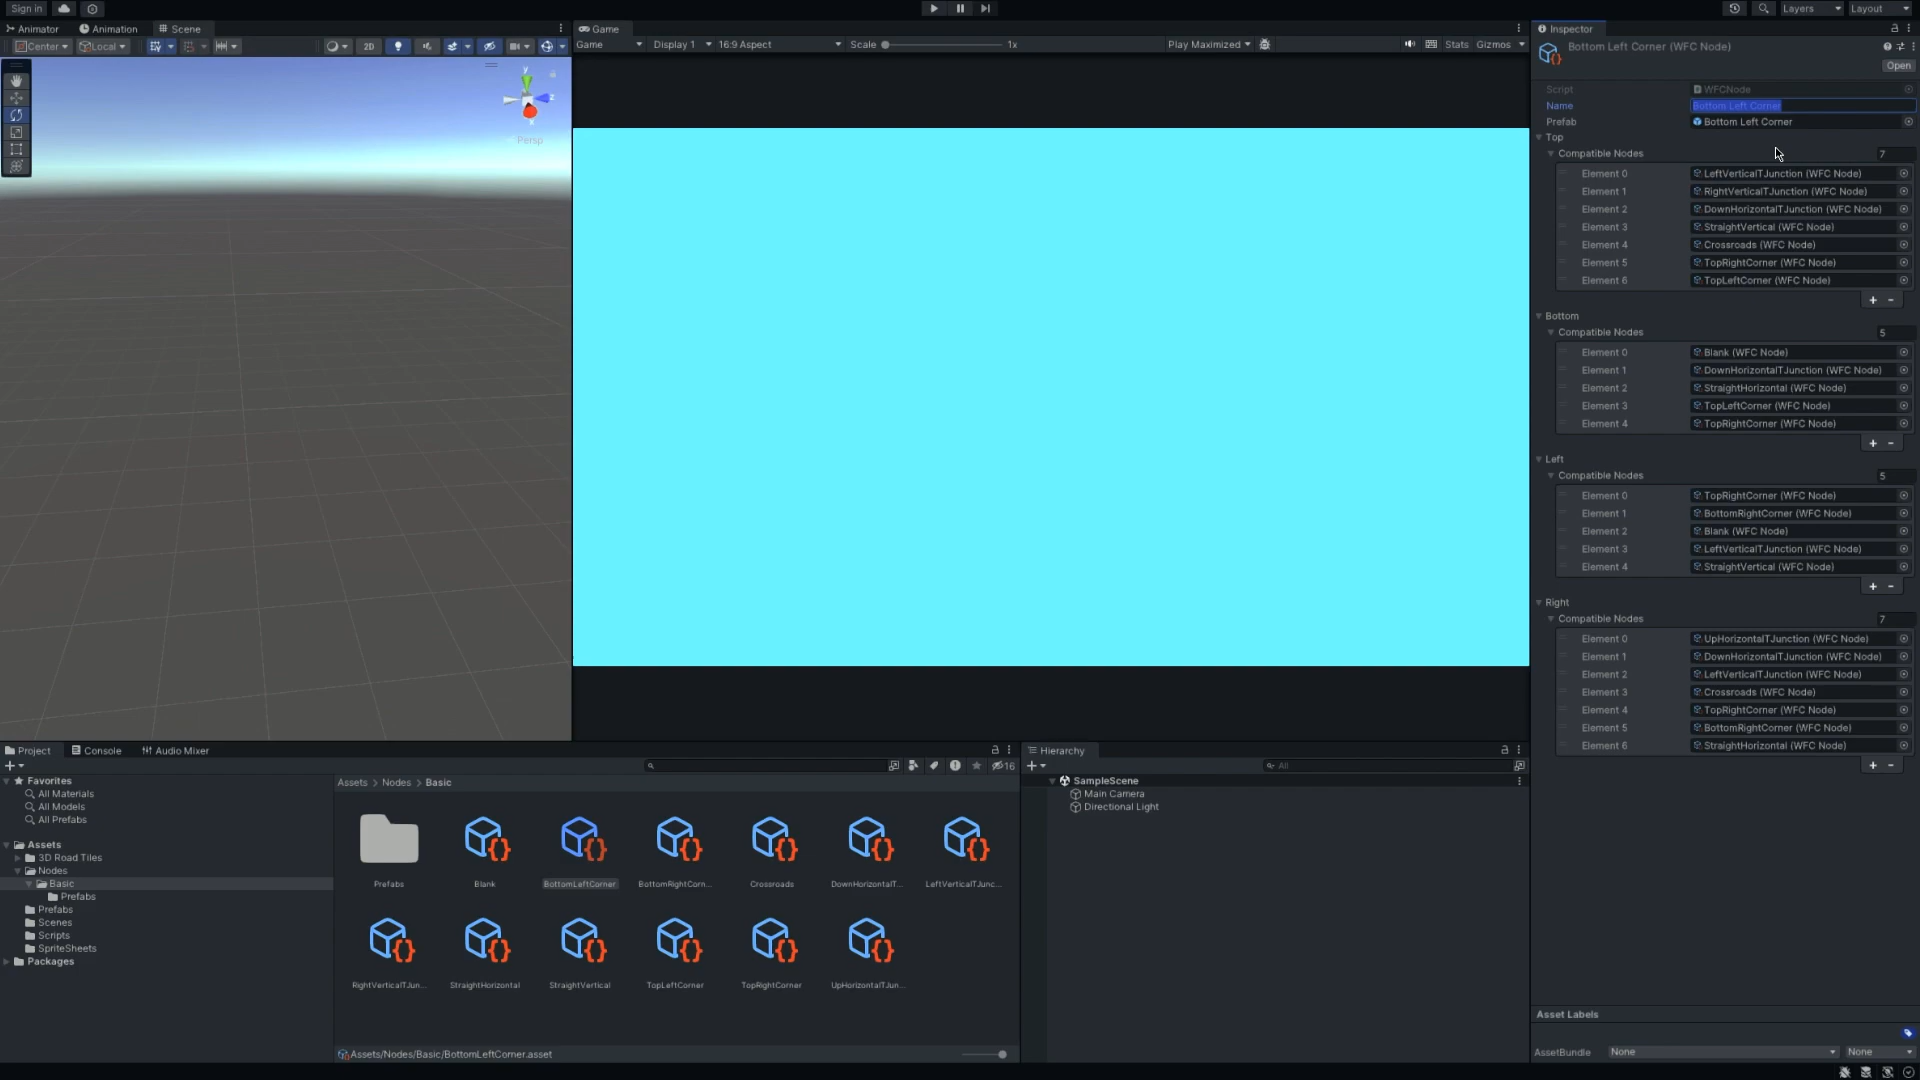 Sign in
Layers
Layout
Animator
Animation
Scene
Center
Local
2D
y
z
x
Persp
Game
Game
Display 1
16:9 Aspect
Scale
1x
Play Maximized
Stats
Gizmos
Inspector
Bottom Left Corner (WFC Node)
Open
Script
WFCNode
Name
Bottom Left Corner
Prefab
Bottom Left Corner
Top
Compatible Nodes
7
Element 0
LeftVerticalTJunction (WFC Node)
Element 1
RightVerticalTJunction (WFC Node)
Element 2
DownHorizontalTJunction (WFC Node)
Element 3
StraightVertical (WFC Node)
Element 4
Crossroads (WFC Node)
Element 5
TopRightCorner (WFC Node)
Element 6
TopLeftCorner (WFC Node)
Bottom
Compatible Nodes
5
Element 0
Blank (WFC Node)
Element 1
DownHorizontalTJunction (WFC Node)
Element 2
StraightHorizontal (WFC Node)
Element 3
TopLeftCorner (WFC Node)
Element 4
TopRightCorner (WFC Node)
Left
Compatible Nodes
5
Element 0
TopRightCorner (WFC Node)
Element 1
BottomRightCorner (WFC Node)
Element 2
Blank (WFC Node)
Element 3
LeftVerticalTJunction (WFC Node)
Element 4
StraightVertical (WFC Node)
Right
Compatible Nodes
7
Element 0
UpHorizontalTJunction (WFC Node)
Element 1
DownHorizontalTJunction (WFC Node)
Element 2
LeftVerticalTJunction (WFC Node)
Element 3
Crossroads (WFC Node)
Element 4
TopRightCorner (WFC Node)
Element 5
BottomRightCorner (WFC Node)
Element 6
StraightHorizontal (WFC Node)
Asset Labels
AssetBundle
None
None
Project
Console
Audio Mixer
16
Favorites
All Materials
All Models
All Prefabs
Assets
3D Road Tiles
Nodes
Basic
Prefabs
Prefabs
Scenes
Scripts
SpriteSheets
Packages
Assets > Nodes > Basic
Prefabs
Blank
BottomLeftCorner
BottomRightCorn...
Crossroads
DownHorizontalT...
LeftVerticalTJunc...
RightVerticalTJun...
StraightHorizontal
StraightVertical
TopLeftCorner
TopRightCorner
UpHorizontalTJun...
Assets/Nodes/Basic/BottomLeftCorner.asset
Hierarchy
All
SampleScene
Main Camera
Directional Light